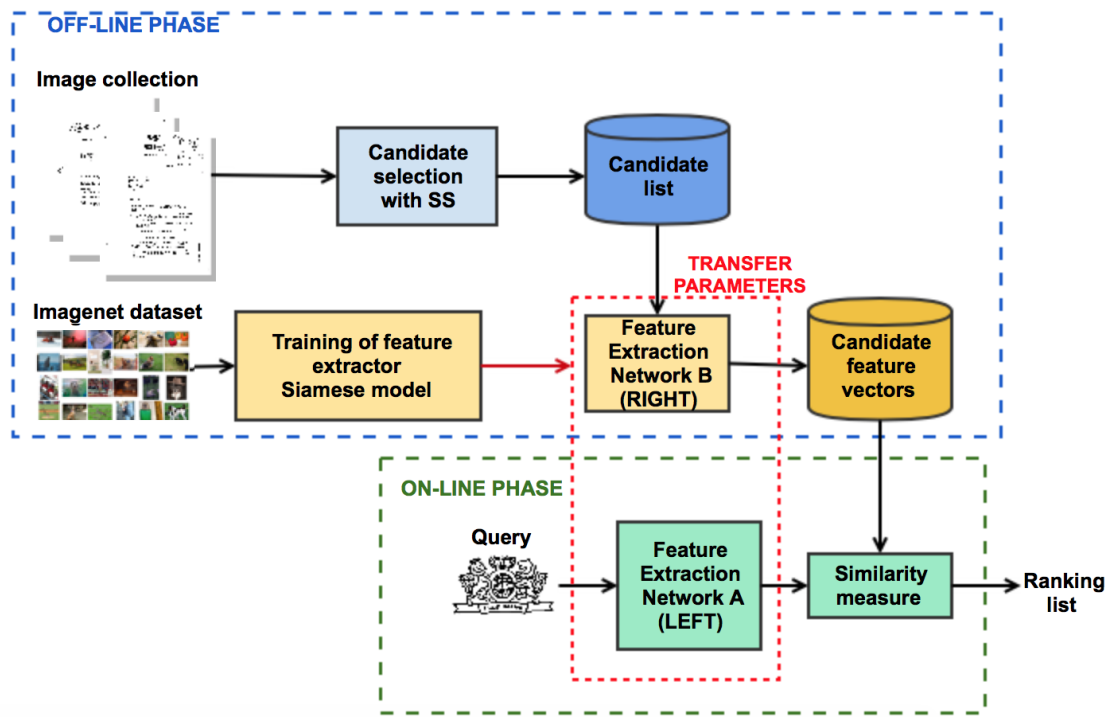 OFF-LINE PHASE
Image collection
Candidate
selection
with SS
Candidate
list
TRANSFER
PARAMETERS
Imagenet dataset
Training of feature
extractor
Siamese model
Feature
Extraction
Network B
(RIGHT)
Candidate
feature
vectors
ON-LINE PHASE
Query
Feature
Extraction
Network A
(LEFT)
Similarity
measure
Ranking
list